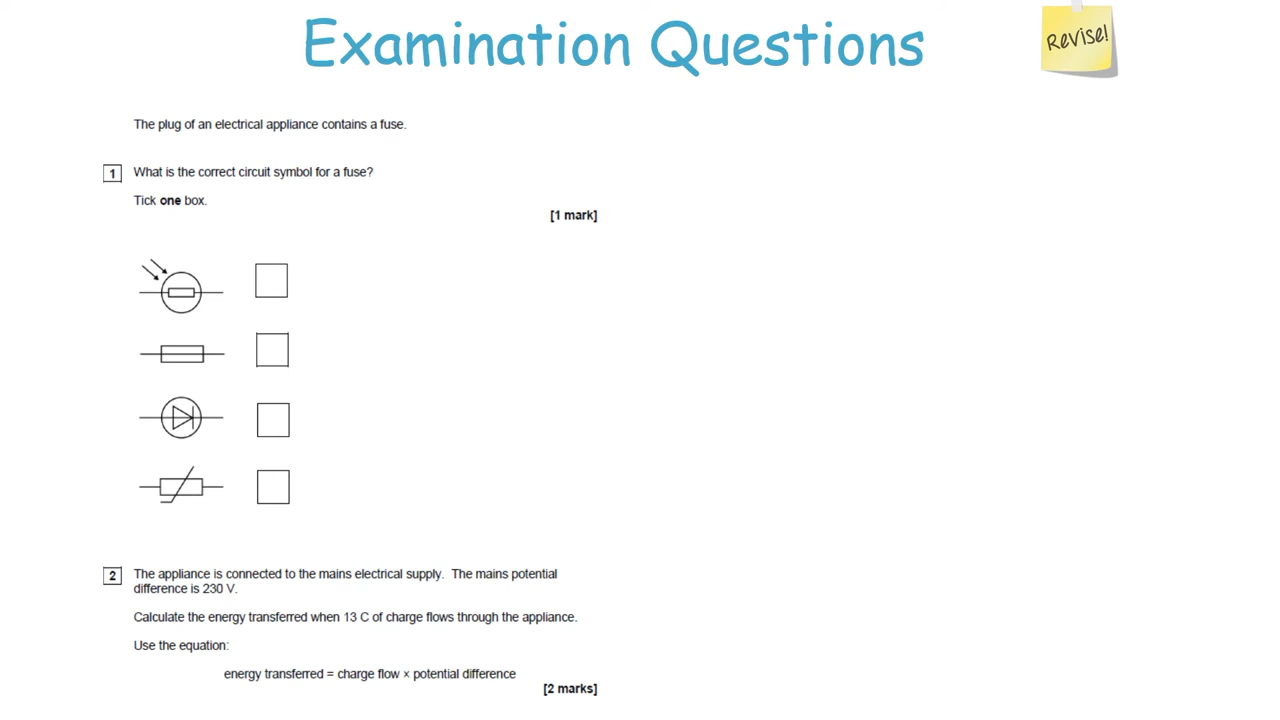 Examination Questions
Revise!
The plug of an electrical appliance contains a fuse.
1 What is the correct circuit symbol for a fuse?
Tick one box.
[1 mark]
2 The appliance is connected to the mains electrical supply. The mains potential
difference is 230 V.
Calculate the energy transferred when 13 C of charge flows through the appliance.
Use the equation:
energy transferred = charge flow × potential difference
[2 marks]